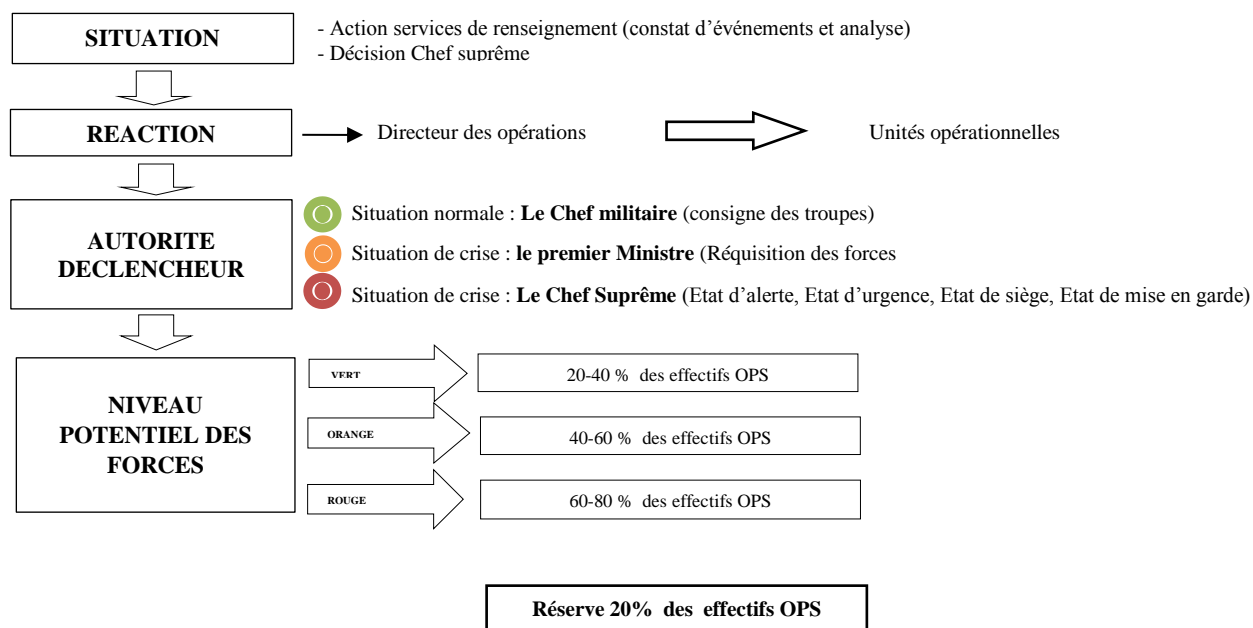 SITUATION
- Action services de renseignement (constat d’événements et analyse)
- Décision Chef suprême
REACTION
Directeur des opérations
Unités opérationnelles
AUTORITE
DECLENCHEUR
O Situation normale : Le Chef militaire (consigne des troupes)
O Situation de crise : le premier Ministre (Réquisition des forces
O Situation de crise : Le Chef Suprême (Etat d’alerte, Etat d’urgence, Etat de siège, Etat de mise en garde)
NIVEAU
POTENTIEL DES
FORCES
VERT
20-40 % des effectifs OPS
ORANGE
40-60 % des effectifs OPS
ROUGE
60-80 % des effectifs OPS
Réserve 20% des effectifs OPS